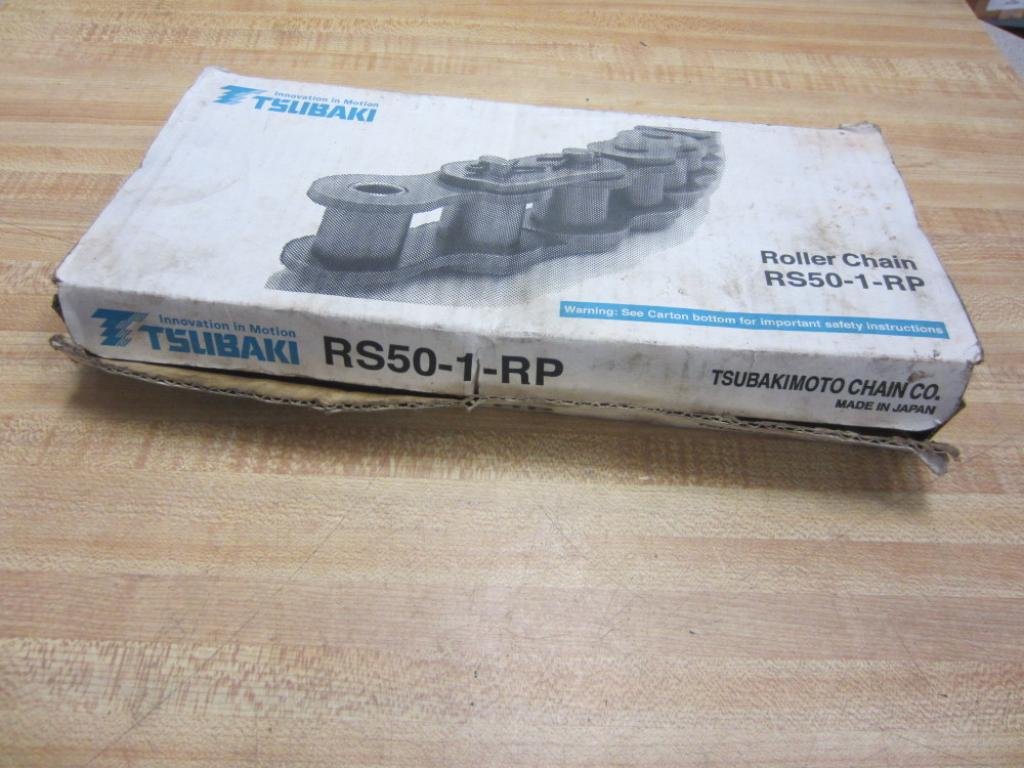 Innovation in Motion
TSUBAKI
Roller Chain
RS50-1-RP
Warning: See Carton bottom for important safety instructions
Innovation in Motion
TSUBAKI
RS50-1-RP
TSUBAKIMOTO CHAIN CO.
MADE IN JAPAN